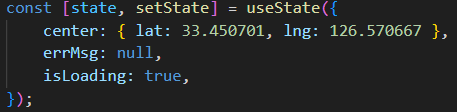 const [state, setState] = useState({
    center: { lat: 33.450701, lng: 126.570667 },
    errMsg: null,
    isLoading: true,
});